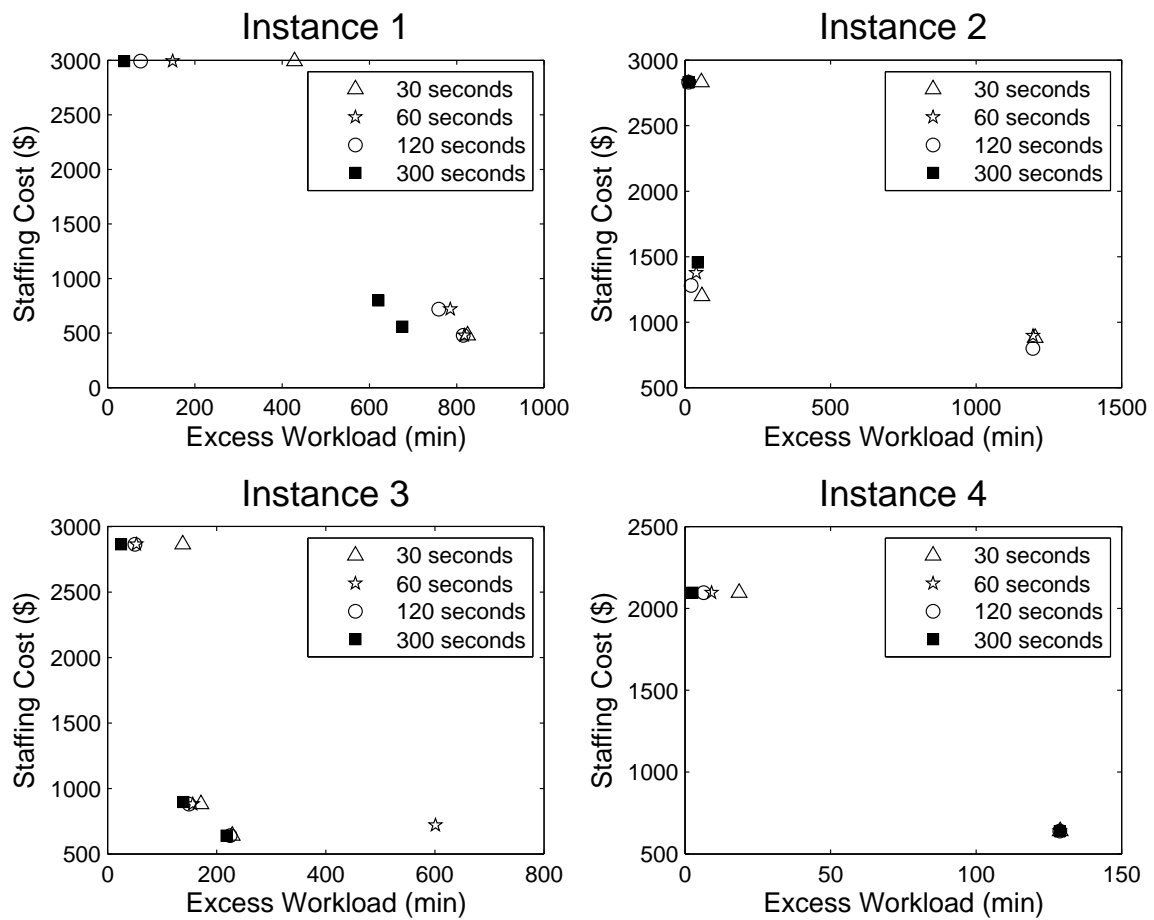 Instance 1
3000
2500
2000
1500
1000
500
0
Staffing Cost ($)
30 seconds
60 seconds
120 seconds
300 seconds
0 200 400 600 800 1000
Excess Workload (min)
Instance 2
3000
2500
2000
1500
1000
500
Staffing Cost ($)
30 seconds
60 seconds
120 seconds
300 seconds
0 500 1000 1500
Excess Workload (min)
Instance 3
3000
2500
2000
1500
1000
500
Staffing Cost ($)
30 seconds
60 seconds
120 seconds
300 seconds
0 200 400 600 800
Excess Workload (min)
Instance 4
2500
2000
1500
1000
500
Staffing Cost ($)
30 seconds
60 seconds
120 seconds
300 seconds
0 50 100 150
Excess Workload (min)